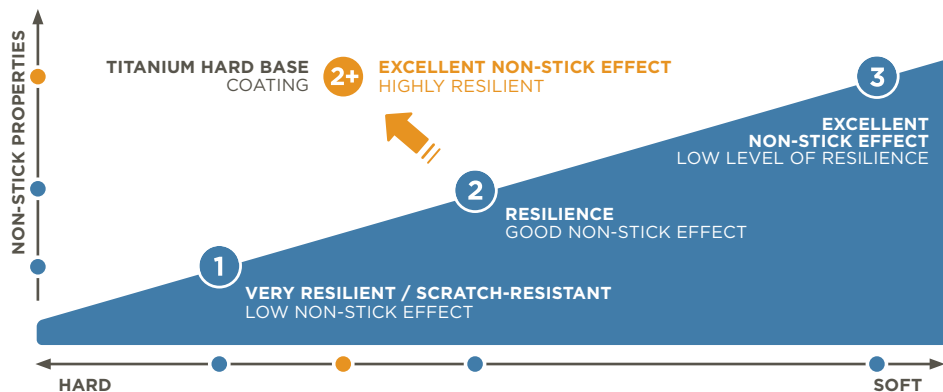 NON-STICK PROPERTIES
TITANIUM HARD BASE
COATING
2+
EXCELLENT NON-STICK EFFECT
HIGHLY RESILIENT
3
EXCELLENT
NON-STICK EFFECT
LOW LEVEL OF RESILIENCE
2
RESILIENCE
GOOD NON-STICK EFFECT
1
VERY RESILIENT / SCRATCH-RESISTANT
LOW NON-STICK EFFECT
HARD
SOFT